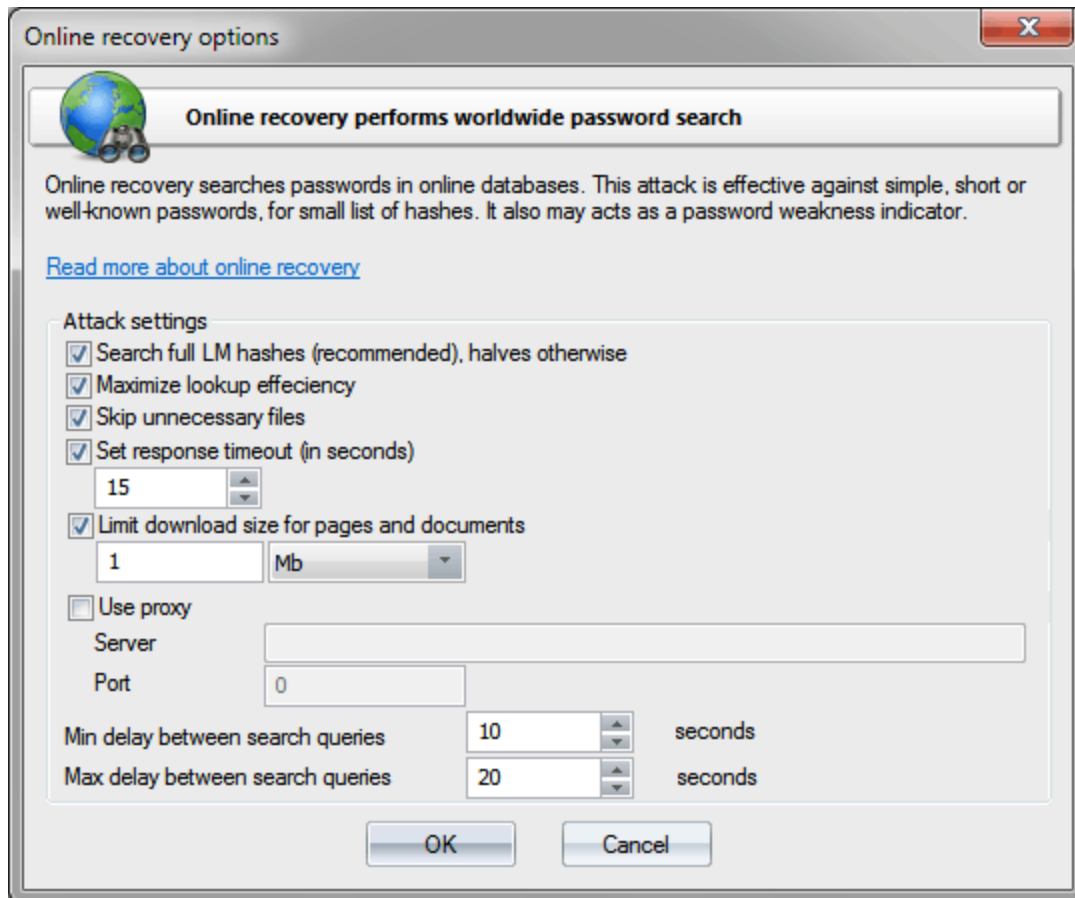 Online recovery options
Online recovery performs worldwide password search
Online recovery searches passwords in online databases. This attack is effective against simple, short or
well-known passwords, for small list of hashes. It also may acts as a password weakness indicator.
Read more about online recovery
Attack settings
Search full LM hashes (recommended), halves otherwise
Maximize lookup effeciency
Skip unnecessary files
Set response timeout (in seconds)
15
Limit download size for pages and documents
1 Mb
Use proxy
Server
Port 0
Min delay between search queries 10 seconds
Max delay between search queries 20 seconds
OK Cancel